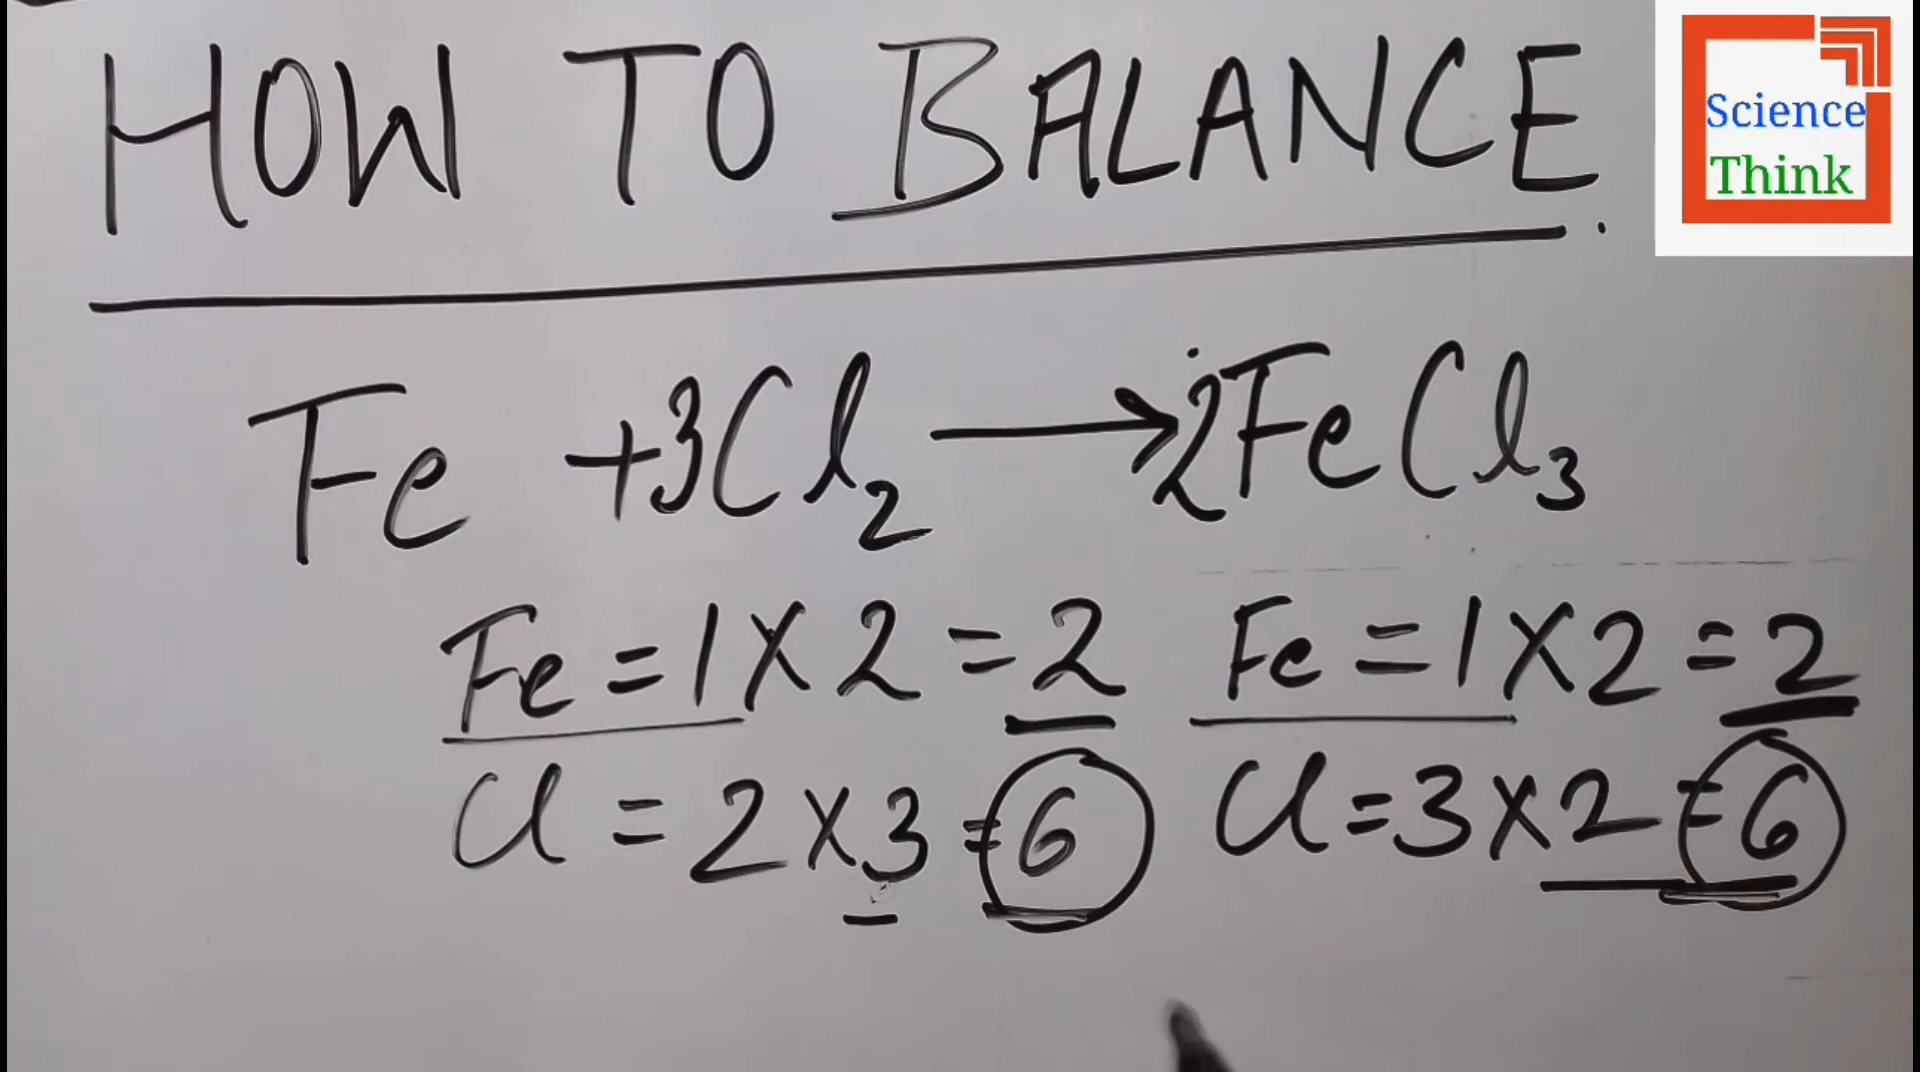 HOW TO BALANCE.
Science
Think
Fe +3Cl₂ → 2FeCl₃
Fe = 1 X 2 = 2 Fe = 1 X 2 = 2
Cl = 2 X 3 = 6 Cl = 3 X 2 = 6